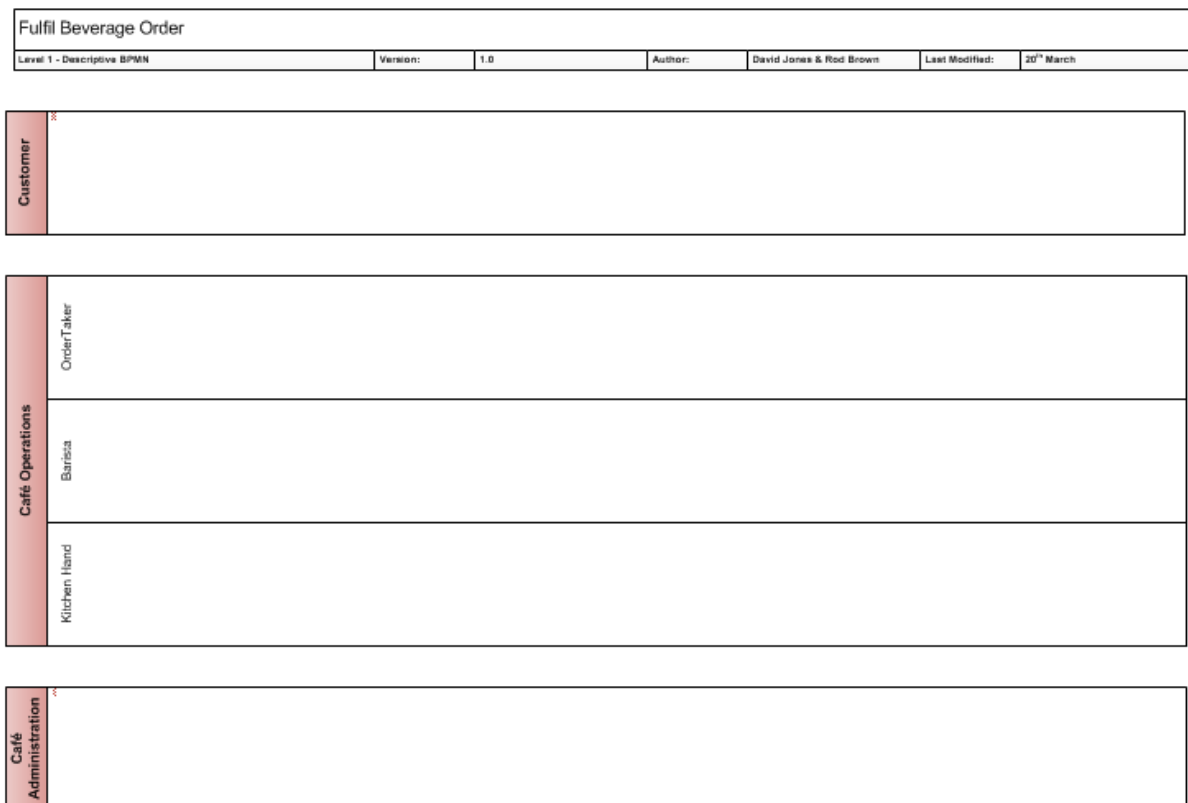 Fulfil Beverage Order
Level 1 - Descriptive BPMN Version: 1.0 Author: David Jones & Rod Brown Last Modified: 20th March
Customer
Café Operations
OrderTaker
Barista
Kitchen Hand
Café
Administration